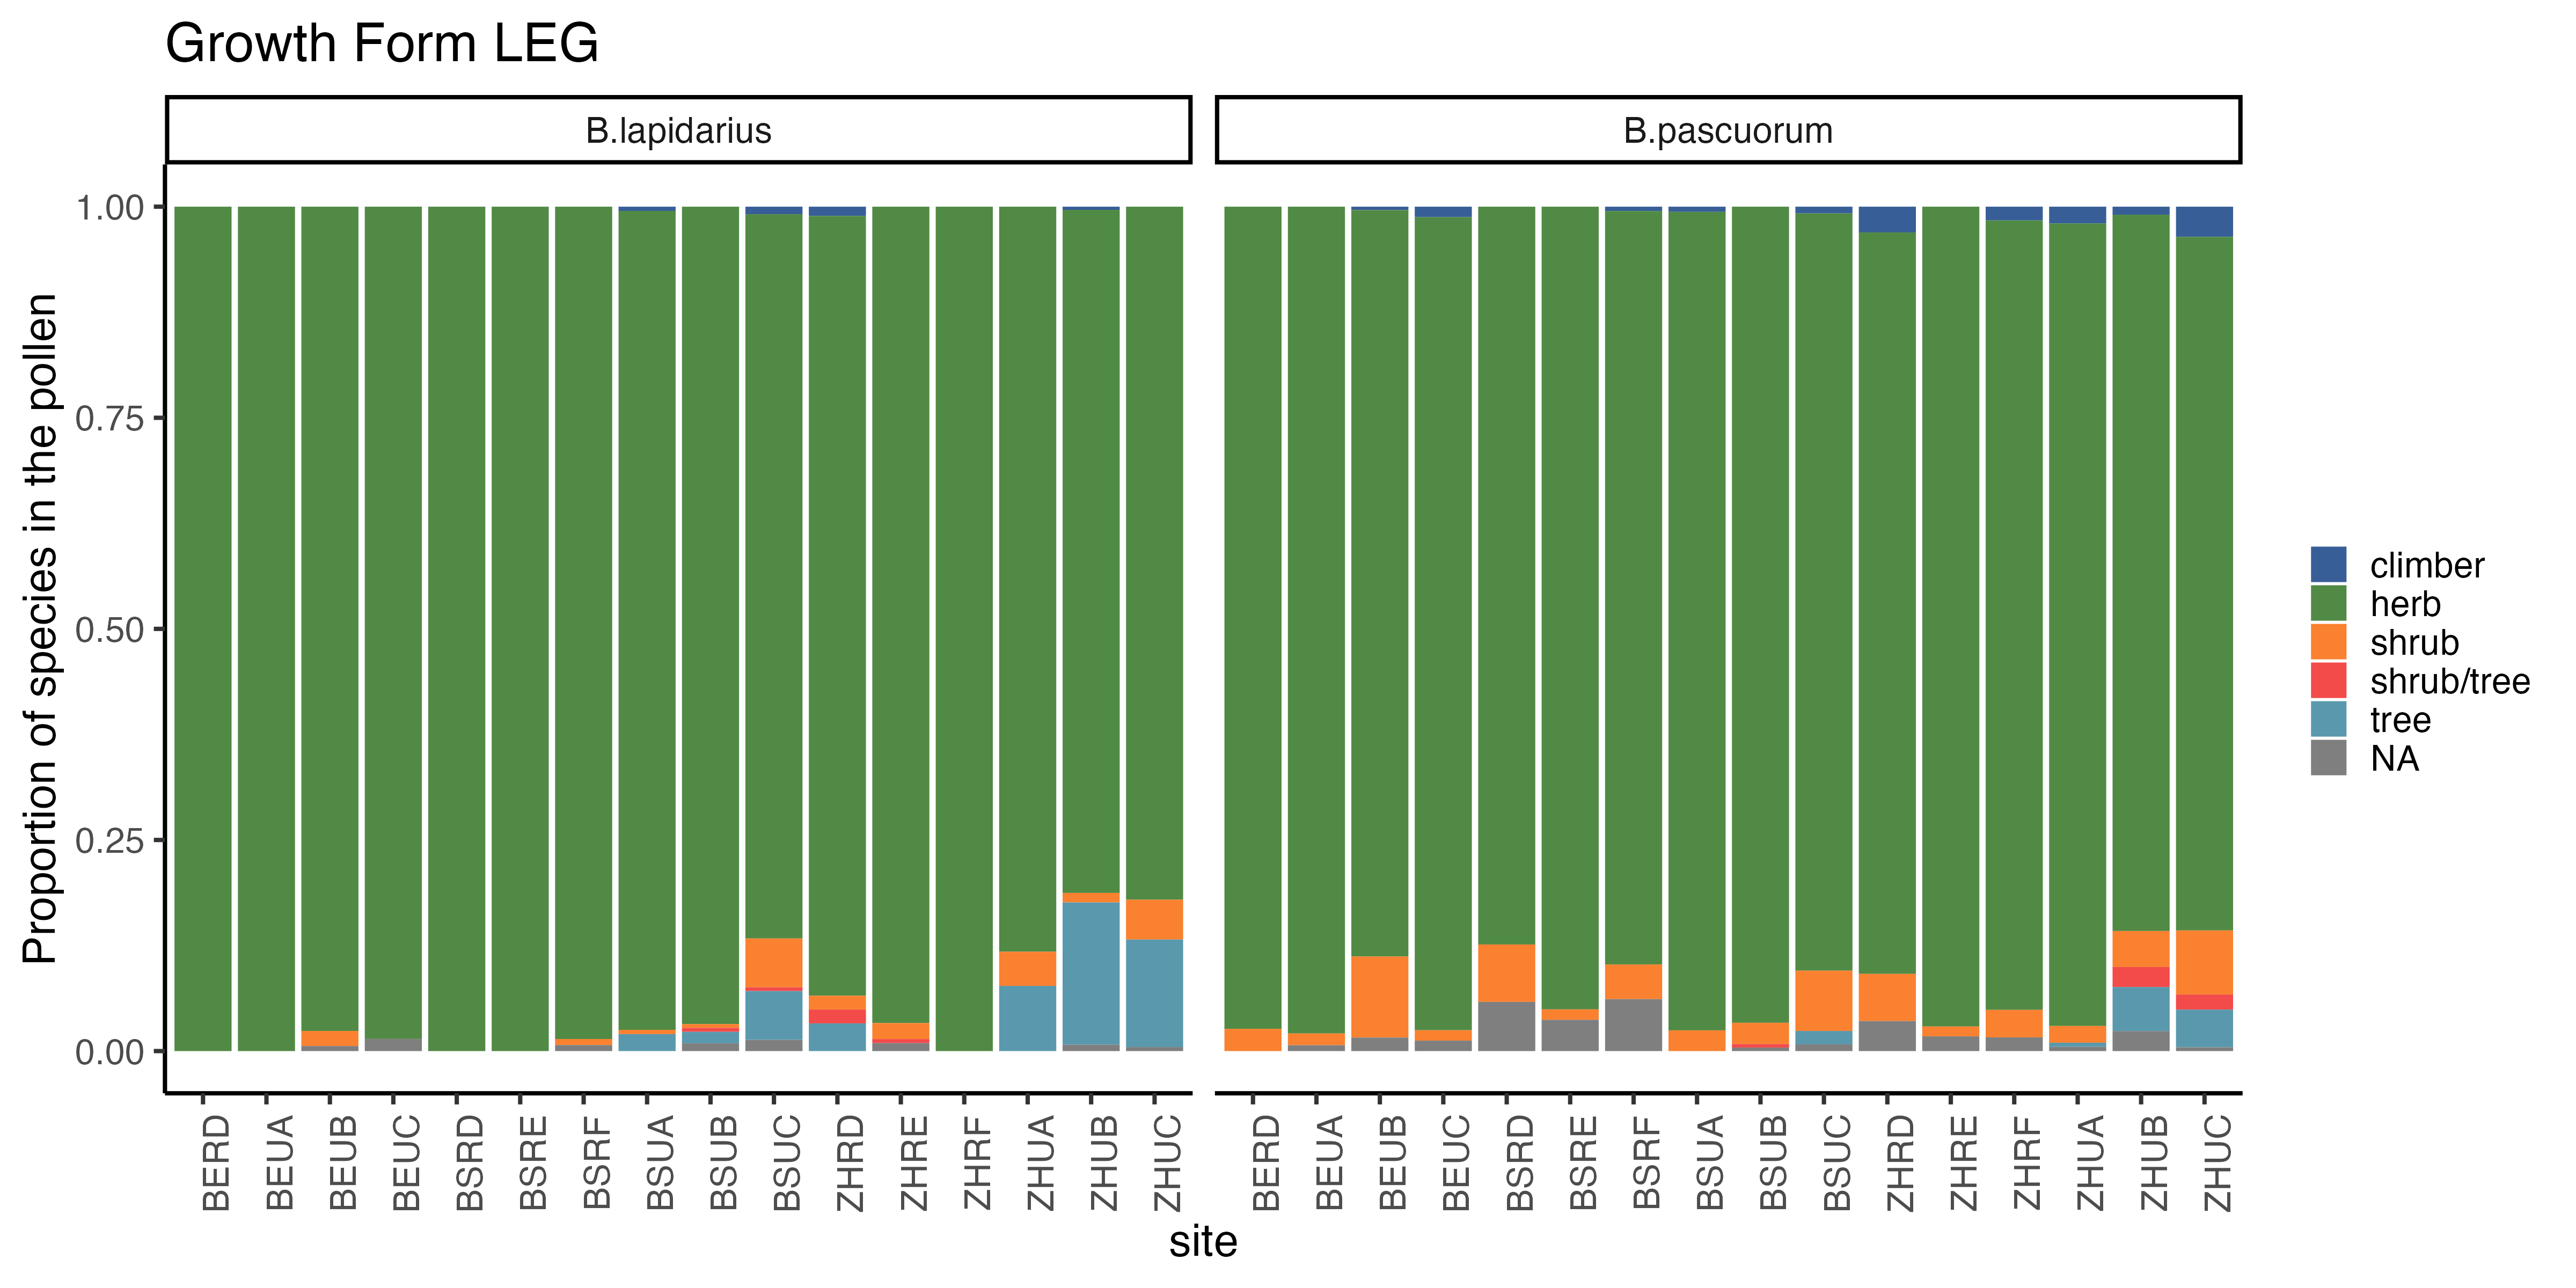 Growth Form LEG
B.lapidarius
B.pascuorum
Proportion of species in the pollen
1.00
0.75
0.50
0.25
0.00
BERD
BEUA
BEUB
BEUC
BSRD
BSRE
BSRF
BSUA
BSUB
BSUC
ZHRD
ZHRE
ZHRF
ZHUA
ZHUB
ZHUC
BERD
BEUA
BEUB
BEUC
BSRD
BSRE
BSRF
BSUA
BSUB
BSUC
ZHRD
ZHRE
ZHRF
ZHUA
ZHUB
ZHUC
site
climber
herb
shrub
shrub/tree
tree
NA